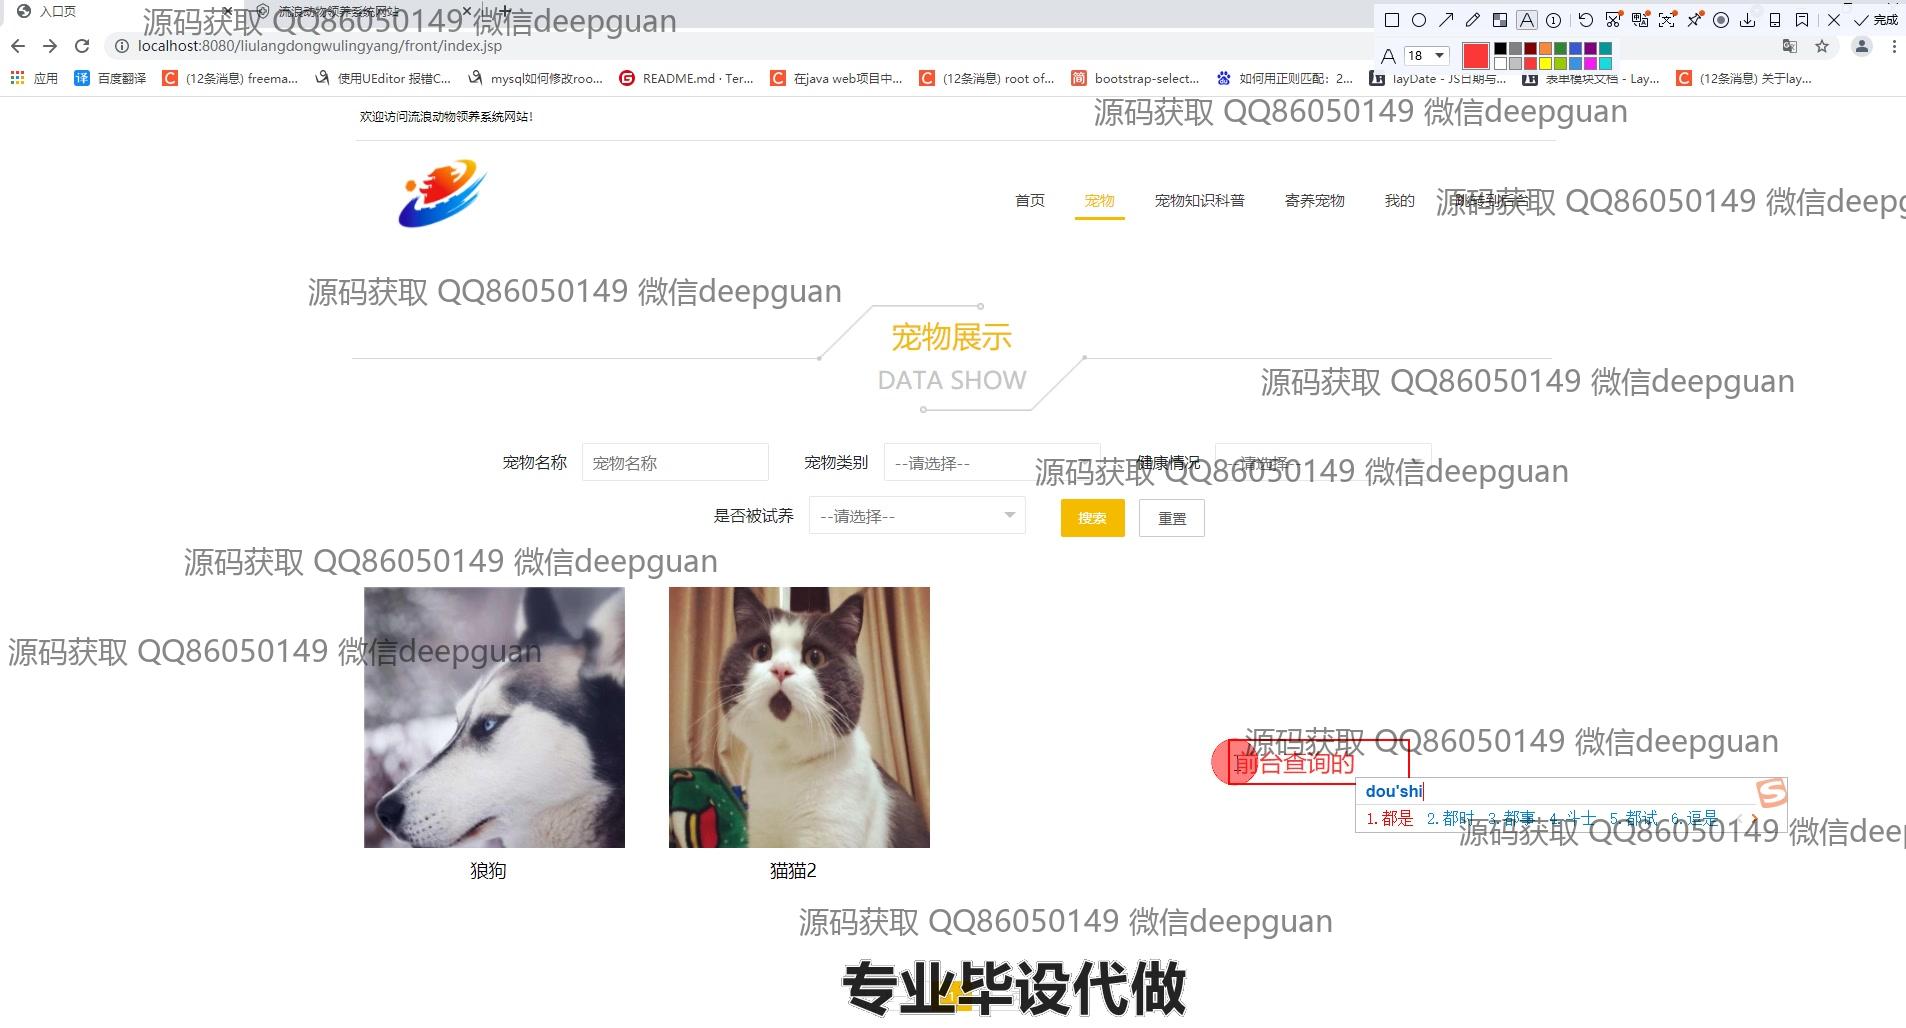 入口页
流浪动物领养系统网站
源码获取 QQ86050149 微信deepguan
完成
localhost:8080/liulangdongwulingyang/front/index.jsp
18
应用
百度翻译
(12条消息) freema...
使用UEditor 报错C...
mysql如何修改roo...
README.md · Ter...
在java web项目中...
(12条消息) root of...
bootstrap-select...
如何用正则匹配：2...
layDate - JS日期与...
表单模块文档 - Lay...
(12条消息) 关于lay...
欢迎访问流浪动物领养系统网站!
源码获取 QQ86050149 微信deepguan
首页
宠物
宠物知识科普
寄养宠物
我的
跳转到后台
源码获取 QQ86050149 微信deepg
源码获取 QQ86050149 微信deepguan
宠物展示
DATA SHOW
源码获取 QQ86050149 微信deepguan
宠物名称 宠物名称
宠物类别 --请选择--
健康情况 --请选择--
源码获取 QQ86050149 微信deepguan
是否被试养 --请选择--
搜索
重置
源码获取 QQ86050149 微信deepguan
源码获取 QQ86050149 微信deepguan
源码获取 QQ86050149 微信deepguan
前台查询的
dou'shi
1.都是 2.都时 3.都事 4.斗士 5.都试 6.逗是
源码获取 QQ86050149 微信dee
狼狗
猫猫2
源码获取 QQ86050149 微信deepguan
专业毕设代做